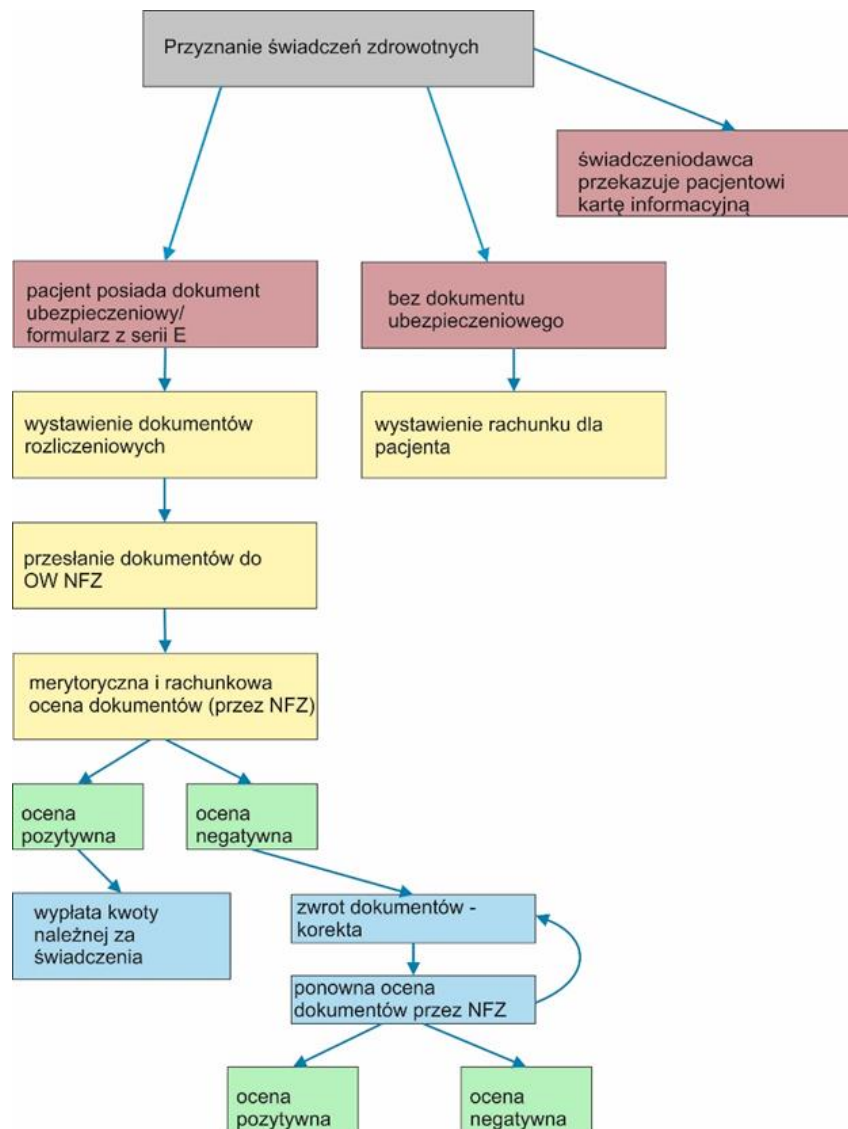 Przyznanie świadczeń zdrowotnych
świadczeniodawca
przekazuje pacjentowi
kartę informacyjną
pacjent posiada dokument
ubezpieczeniowy/
formularz z serii E
bez dokumentu
ubezpieczeniowego
wystawienie dokumentów
rozliczeniowych
wystawienie rachunku dla
pacjenta
przesłanie dokumentów do
OW NFZ
merytoryczna i rachunkowa
ocena dokumentów (przez NFZ)
ocena
pozytywna
ocena
negatywna
wypłata kwoty
należnej za
świadczenia
zwrot dokumentów -
korekta
ponowna ocena
dokumentów przez NFZ
ocena
pozytywna
ocena
negatywna